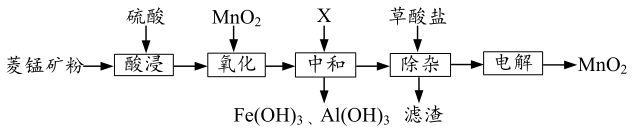 硫酸 MnO₂ X 草酸盐
菱锰矿粉 酸浸 氧化 中和 除杂 电解 MnO₂
Fe(OH)₃、Al(OH)₃ 滤渣